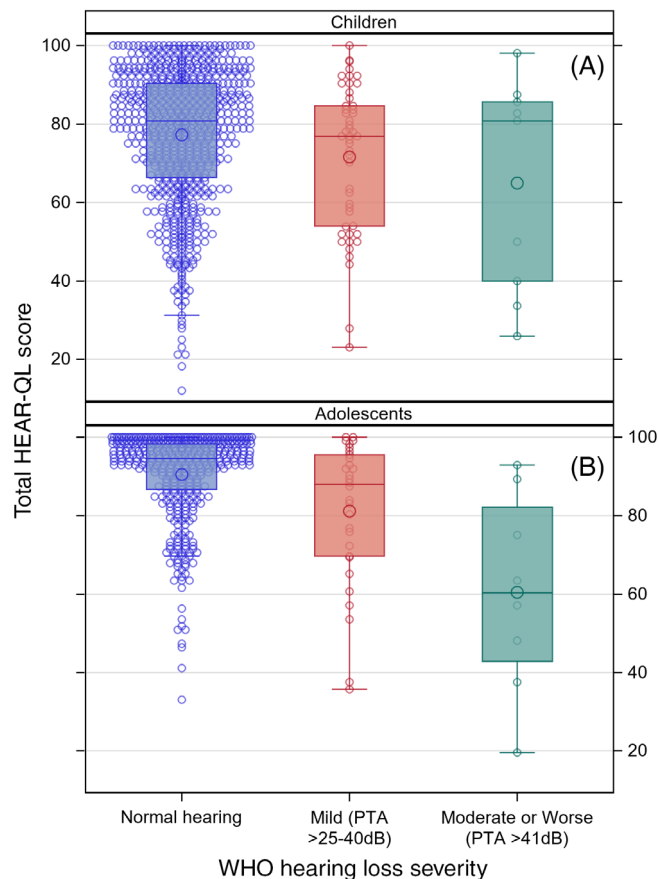 Children
100
(A)
80
60
40
20
Total HEAR-QL score
Adolescents
100
(B)
80
60
40
20
Normal hearing
Mild (PTA
>25-40dB)
Moderate or Worse
(PTA >41dB)
WHO hearing loss severity